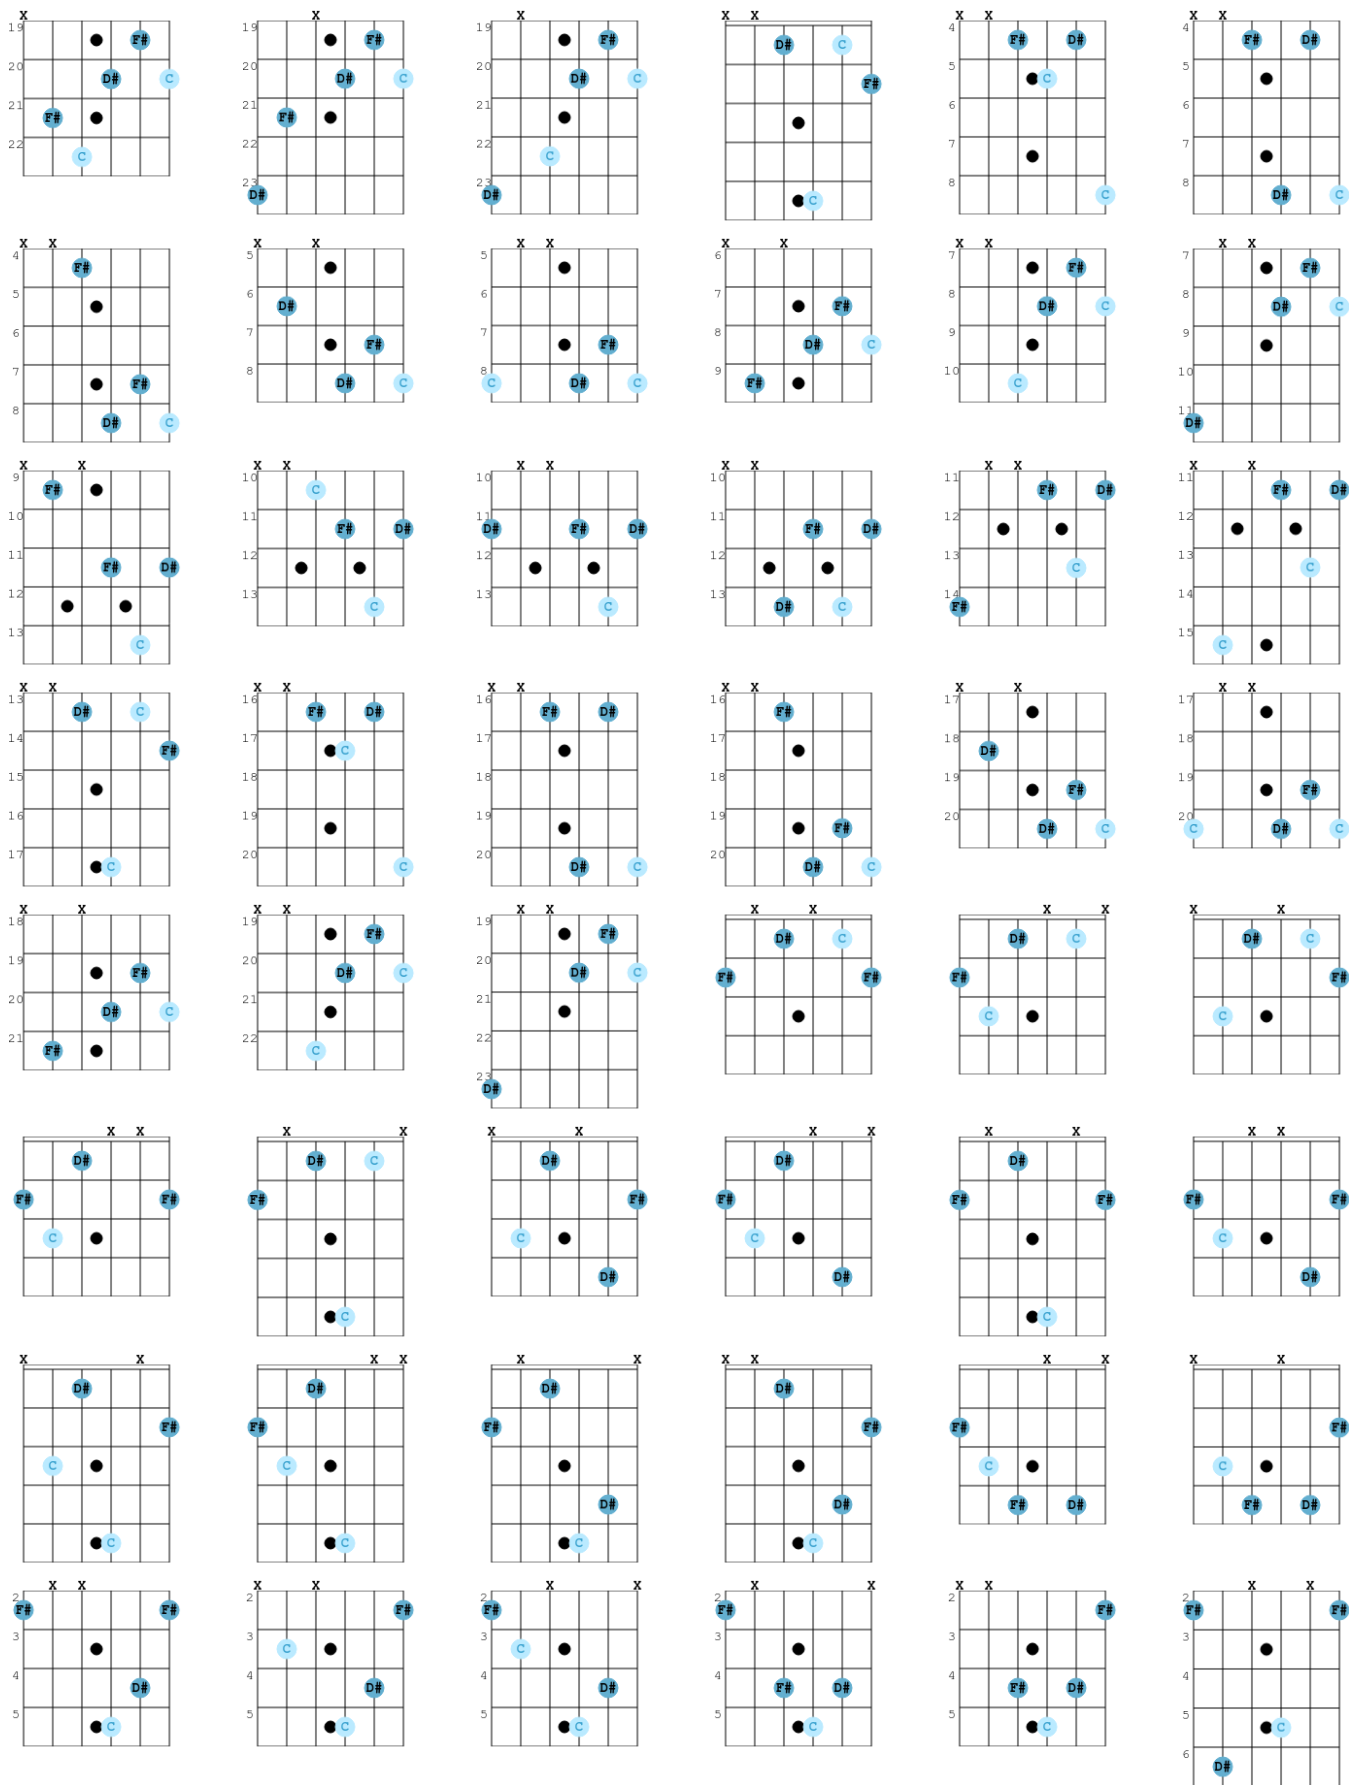 X
19 F#
20 D# C
21 F#
22 C
X
19 F#
20 D# C
21 F#
22
23 D#
X
19 F#
20 D# C
21
22 C
23 D#
X X
D# C
F#
C
X X
4 F# D#
5 C
6
7
8 C
X X
4 F# D#
5
6
7
8 D# C
X X
4 F#
5
6
7 F#
8 D# C
X X
5
6 D#
7 F#
8 D# C
X X
5
6
7 F#
8 C D# C
X X
6
7 F#
8 D# C
9 F#
X X
7 F#
8 D# C
9
10 C
X X
7 F#
8 D# C
9
10
11 D#
X X
9 F#
10
11 F# D#
12
13 C
X X
10 C
11 F# D#
12
13 C
X X
10
11 D# F# D#
12
13 C
X X
10
11 F# D#
12
13 D# C
X X
11 F# D#
12
13 C
14 F#
X X
11 F# D#
12
13 C
14
15 C
X X
13 D# C
14 F#
15
16
17 C
X X
16 F# D#
17 C
18
19
20 C
X X
16 F# D#
17
18
19
20 D# C
X X
16 F#
17
18
19 F#
20 D# C
X X
17
18 D#
19 F#
20 D# C
X X
17
18
19 F#
20 C D# C
X X
18
19 F#
20 D# C
21 F#
X X
19 F#
20 D# C
21
22 C
X X
19 F#
20 D# C
21
22
23 D#
X X
D# C
F# F#
X X
D# C
F#
C
X X
D# C
F#
C
X X
D#
F# F#
C
X X
D# C
F#
C
X X
D#
F#
C
D#
X X
D#
F#
C
D#
X X
D#
F# F#
C
X X
F# F#
C
D#
X X
D#
F#
C
C
X X
D#
F#
C
C
X X
D#
F#
D#
C
X X
D#
F#
D#
C
X X
F#
C
F# D#
X X
F#
C
F# D#
X X
2 F# F#
3
4 D#
5 C
X X
2 F#
3 C
4 D#
5 C
X X
2 F#
3 C
4 D#
5 C
X X
2 F#
3
4 F# D#
5 C
X X
2 F#
3
4 F# D#
5 C
X X
2 F# F#
3
4
5 C
6 D#